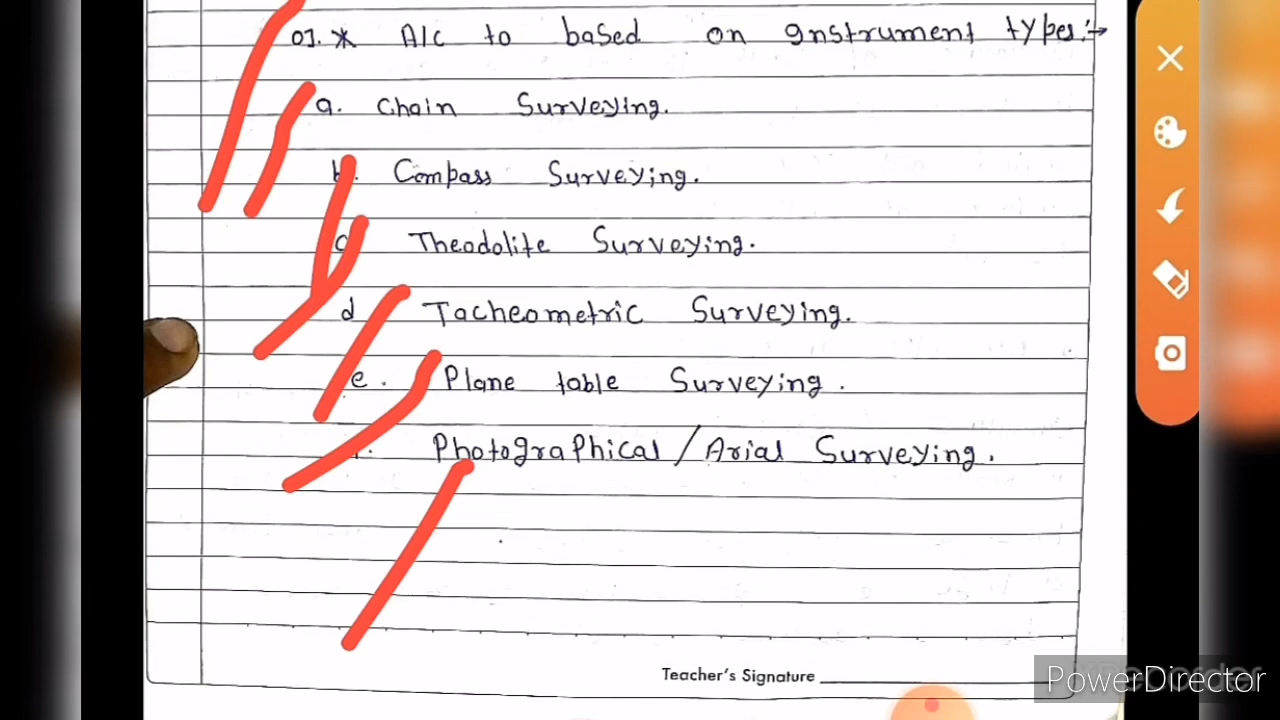 01. * A/c to based on instrument types:→
a. Chain Surveying.
b. Compass Surveying.
c Theodolite Surveying.
d Tacheometric Surveying.
e. Plane table Surveying.
Photographical / Arial Surveying.
Teacher's Signature
PowerDirector